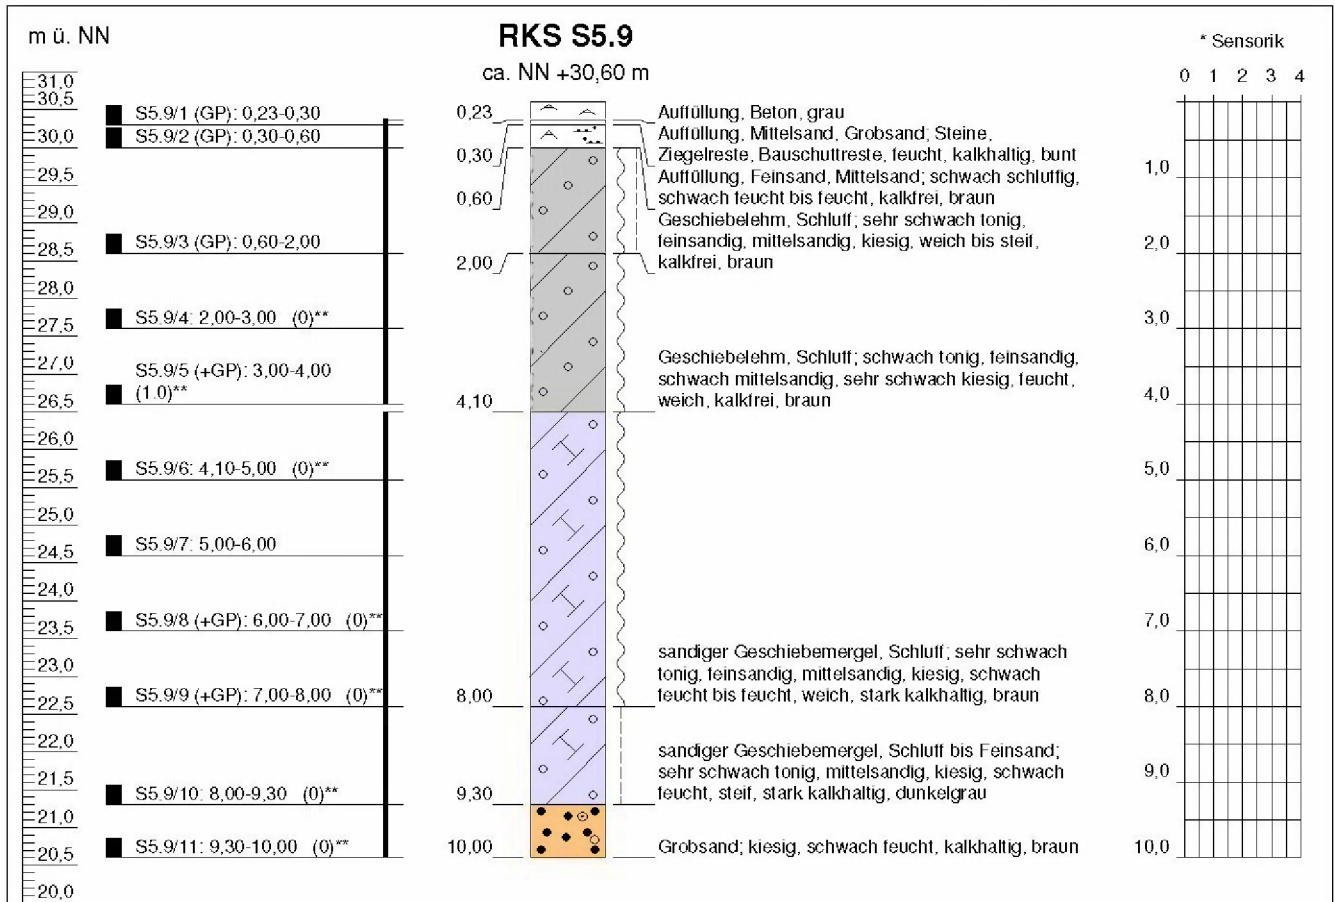 m ü. NN
RKS S5.9
ca. NN +30,60 m
* Sensorik
0 1 2 3 4
31,0
30,5
30,0
29,5
29,0
28,5
28,0
27,5
27,0
26,5
26,0
25,5
25,0
24,5
24,0
23,5
23,0
22,5
22,0
21,5
21,0
20,5
20,0
S5.9/1 (GP): 0,23-0,30
S5.9/2 (GP): 0,30-0,60
S5.9/3 (GP): 0,60-2,00
S5.9/4: 2,00-3,00 (0)**
S5.9/5 (+GP): 3,00-4,00
(1.0)**
S5.9/6: 4,10-5,00 (0)**
S5.9/7: 5,00-6,00
S5.9/8 (+GP): 6,00-7,00 (0)**
S5.9/9 (+GP): 7,00-8,00 (0)**
S5.9/10: 8,00-9,30 (0)**
S5.9/11: 9,30-10,00 (0)**
0,23
0,30
0,60
2,00
4,10
8,00
9,30
10,00
Auffüllung, Beton, grau
Auffüllung, Mittelsand, Grobsand; Steine,
Ziegelreste, Bauschuttreste, feucht, kalkhaltig, bunt
Auffüllung, Feinsand, Mittelsand; schwach schluffig,
schwach feucht bis feucht, kalkfrei, braun
Geschiebelehm, Schluff; sehr schwach tonig,
feinsandig, mittelsandig, kiesig, weich bis steif,
kalkfrei, braun
Geschiebelehm, Schluff; schwach tonig, feinsandig,
schwach mittelsandig, sehr schwach kiesig, feucht,
weich, kalkfrei, braun
sandiger Geschiebemergel, Schluff; sehr schwach
tonig, feinsandig, mittelsandig, kiesig, schwach
feucht bis feucht, weich, stark kalkhaltig, braun
sandiger Geschiebemergel, Schluff bis Feinsand;
sehr schwach tonig, mittelsandig, kiesig, schwach
feucht, steif, stark kalkhaltig, dunkelgrau
Grobsand; kiesig, schwach feucht, kalkhaltig, braun
1,0
2,0
3,0
4,0
5,0
6,0
7,0
8,0
9,0
10,0